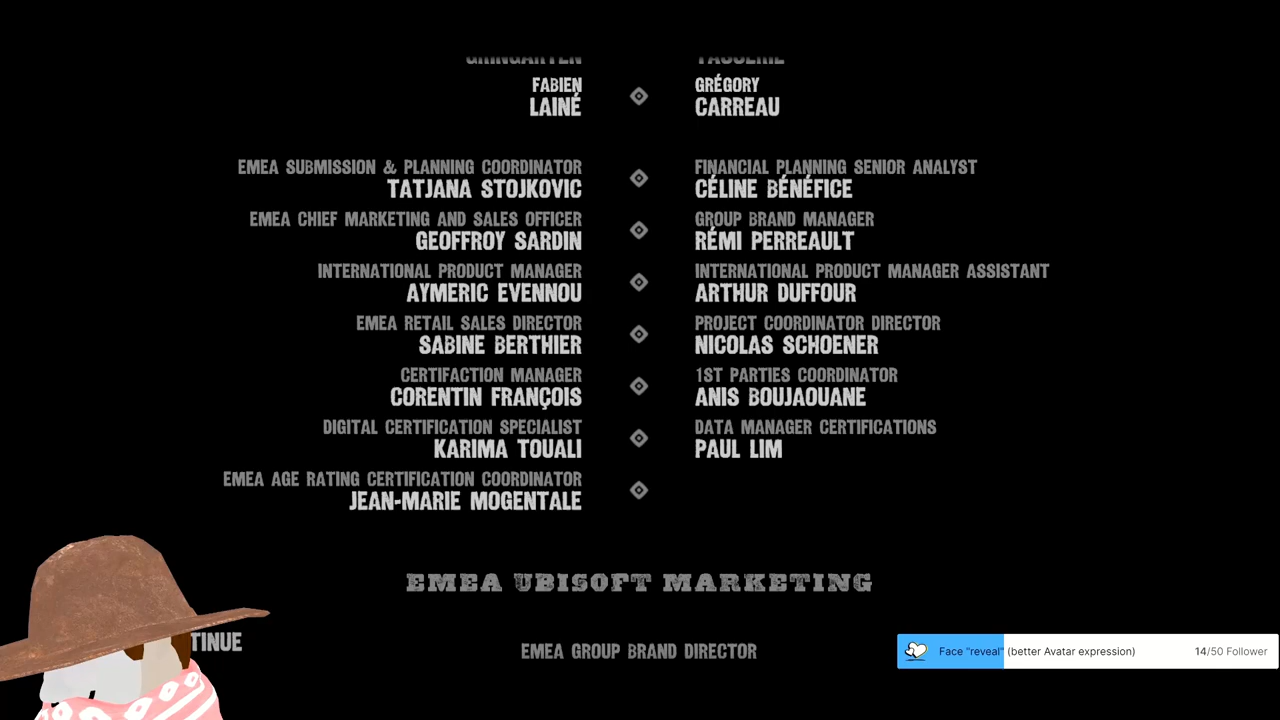 FABIEN
LAINÉ
GRÉGORY
CARREAU
EMEA SUBMISSION & PLANNING COORDINATOR
TATJANA STOJKOVIC
FINANCIAL PLANNING SENIOR ANALYST
CÉLINE BÉNÉFICE
EMEA CHIEF MARKETING AND SALES OFFICER
GEOFFROY SARDIN
GROUP BRAND MANAGER
RÉMI PERREAULT
INTERNATIONAL PRODUCT MANAGER
AYMERIC EVENNOU
INTERNATIONAL PRODUCT MANAGER ASSISTANT
ARTHUR DUFFOUR
EMEA RETAIL SALES DIRECTOR
SABINE BERTHIER
PROJECT COORDINATOR DIRECTOR
NICOLAS SCHOENER
CERTIFACTION MANAGER
CORENTIN FRANÇOIS
1ST PARTIES COORDINATOR
ANIS BOUJAOUANE
DIGITAL CERTIFICATION SPECIALIST
KARIMA TOUALI
DATA MANAGER CERTIFICATIONS
PAUL LIM
EMEA AGE RATING CERTIFICATION COORDINATOR
JEAN-MARIE MOGENTALE
EMEA UBISOFT MARKETING
TINUE
EMEA GROUP BRAND DIRECTOR
Face "reveal" (better Avatar expression) 14/50 Follower